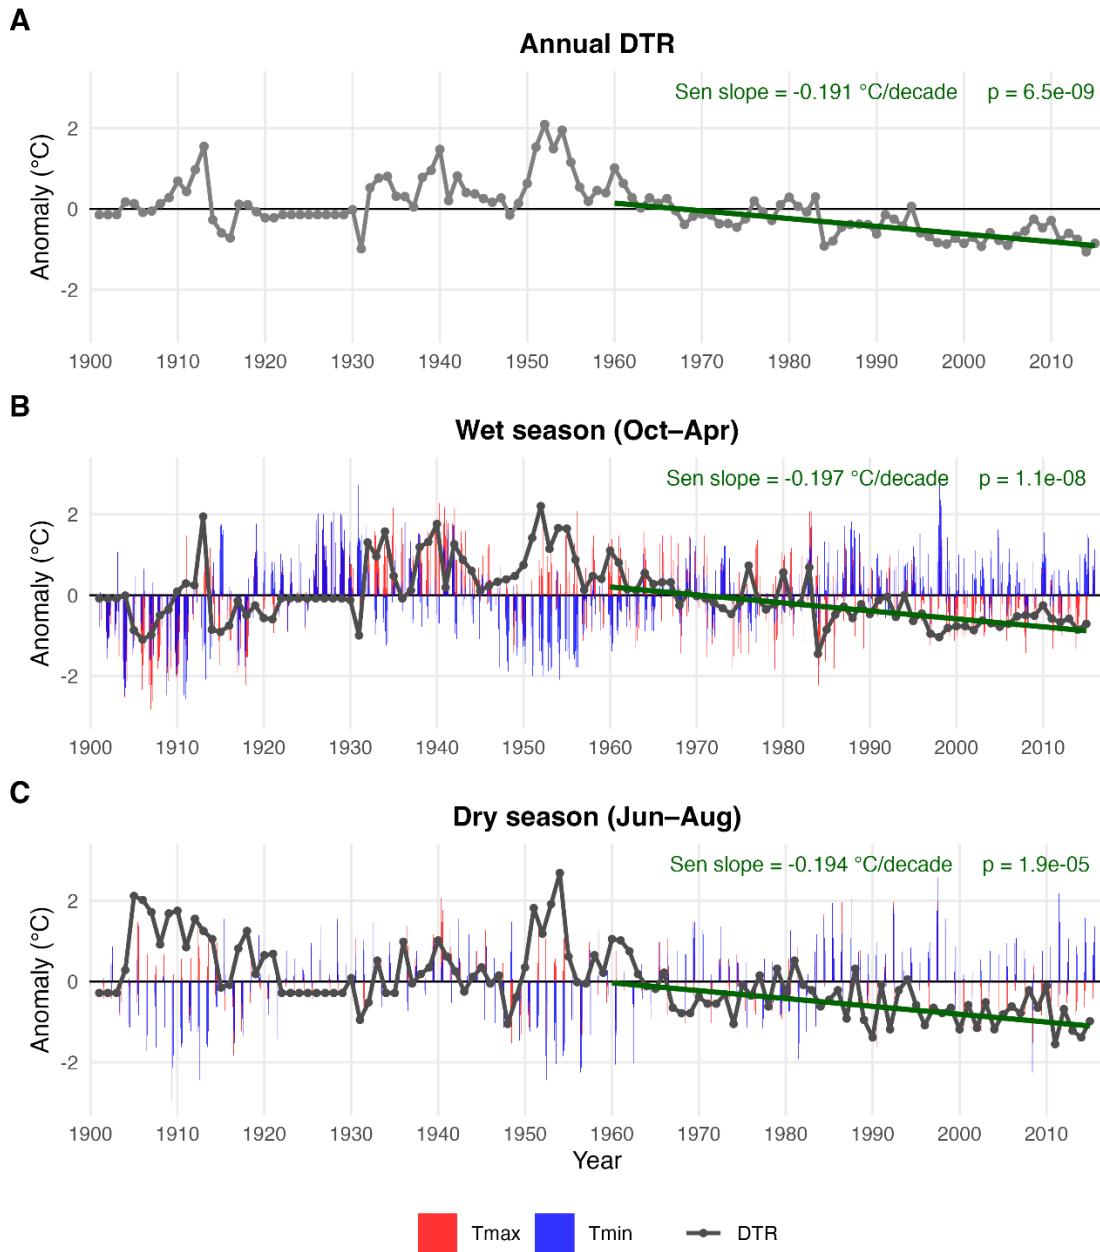 A
Annual DTR
Sen slope = -0.191 °C/decade p = 6.5e-09
Anomaly (°C)
2
0
-2
1900 1910 1920 1930 1940 1950 1960 1970 1980 1990 2000 2010
B
Wet season (Oct–Apr)
Sen slope = -0.197 °C/decade p = 1.1e-08
Anomaly (°C)
2
0
-2
1900 1910 1920 1930 1940 1950 1960 1970 1980 1990 2000 2010
C
Dry season (Jun–Aug)
Sen slope = -0.194 °C/decade p = 1.9e-05
Anomaly (°C)
2
0
-2
1900 1910 1920 1930 1940 1950 1960 1970 1980 1990 2000 2010
Year
Tmax Tmin DTR